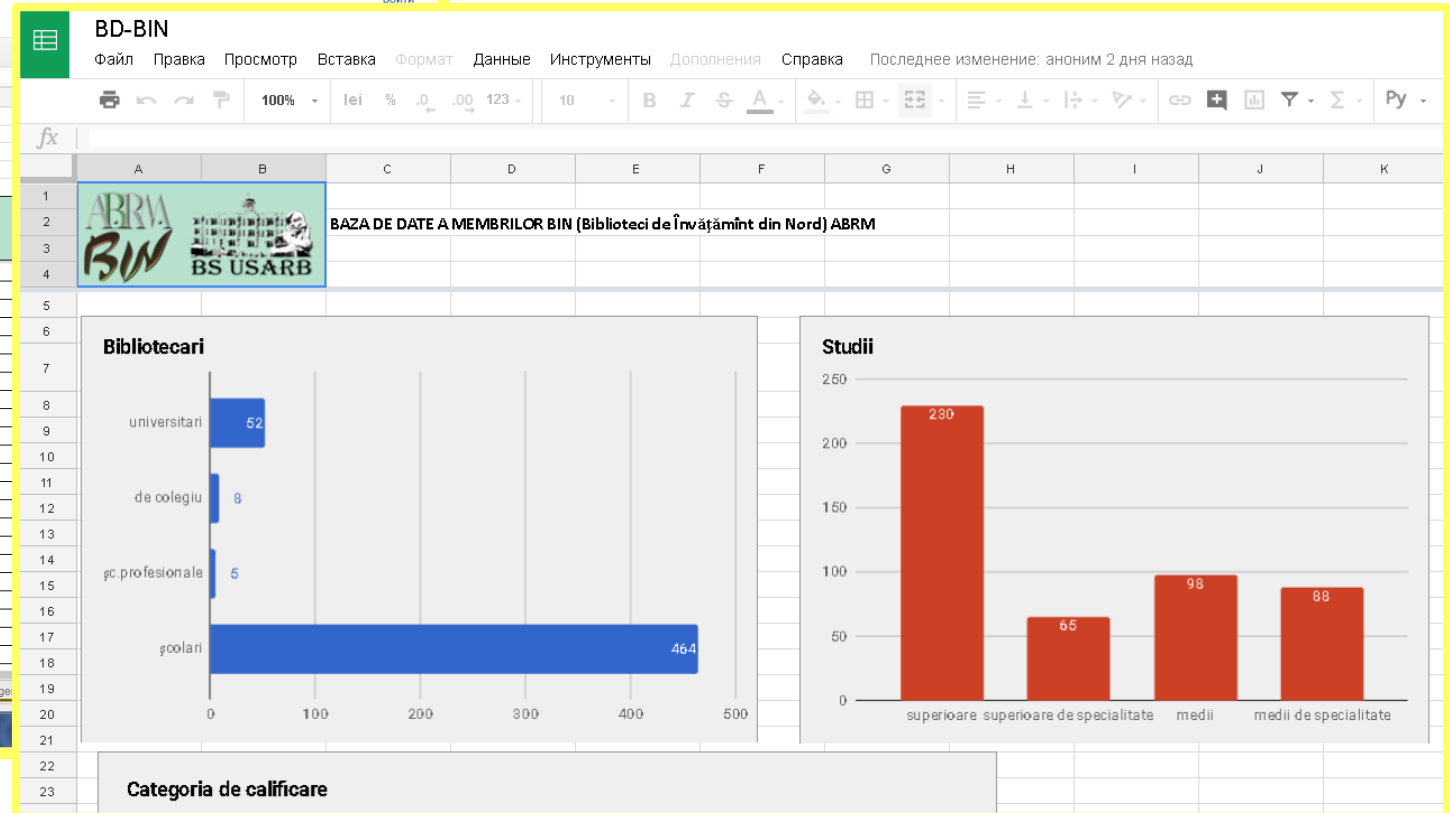 Войти
BD-BIN
Файл Правка Просмотр Вставка Формат Данные Инструменты Дополнения Справка Последнее изменение: аноним 2 дня назад
100% lei % .0 .00 123 10 B I S A Σ Ру
fx
A B C D E F G H I J K
1
ABRM
2
BAZA DE DATE A MEMBRILOR BIN (Biblioteci de Învățămînt din Nord) ABRM
3
BIN BS USARB
4
5
6
Bibliotecari Studii
7
250
8
universitari 52 230
9
200
10
11
de colegiu 8
12
150
13
14
șc.profesionale 5 100
15
98 88
16
65
17
școlari 464 50
18
19
0
20
0 100 200 300 400 500 superioare superioare de specialitate medii medii de specialitate
21
22
Categoria de calificare
23